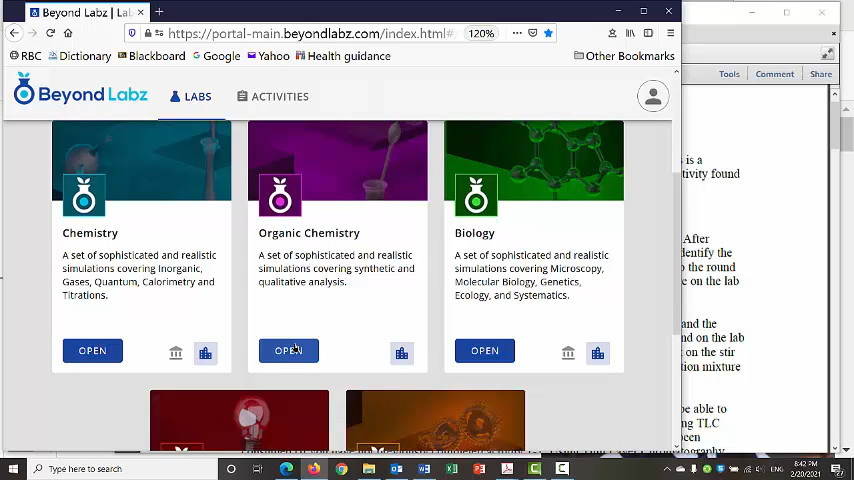 Beyond Labz | Lab
https://portal-main.beyondlabz.com/index.html#
120%
RBC
Dictionary
Blackboard
Google
Yahoo
Health guidance
Other Bookmarks
Beyond Labz
LABS
ACTIVITIES
Chemistry
A set of sophisticated and realistic
simulations covering Inorganic,
Gases, Quantum, Calorimetry and
Titrations.
OPEN
Organic Chemistry
A set of sophisticated and realistic
simulations covering synthetic and
qualitative analysis.
OPEN
Biology
A set of sophisticated and realistic
simulations covering Microscopy,
Molecular Biology, Genetics,
Ecology, and Systematics.
OPEN
Tools
Comment
Share
s is a
ctivity found
After
dentify the
o the round
e on the lab
and the
nd on the lab
t on the stir
tion mixture
be able to
ng TLC
been
Type here to search
ENG
8:42 PM
2/20/2021